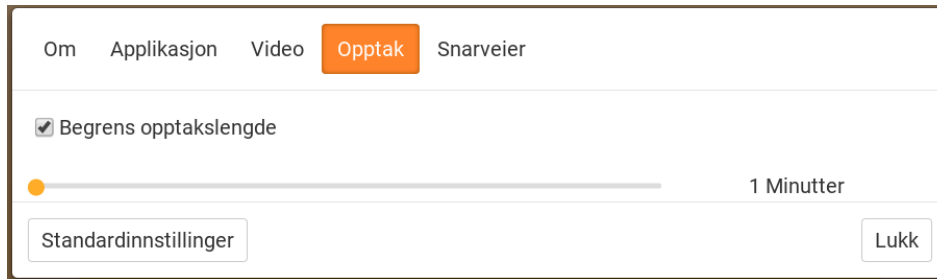 Om Applikasjon Video Opptak Snarveier
Begrens opptakslengde
1 Minutter
Standardinnstillinger Lukk